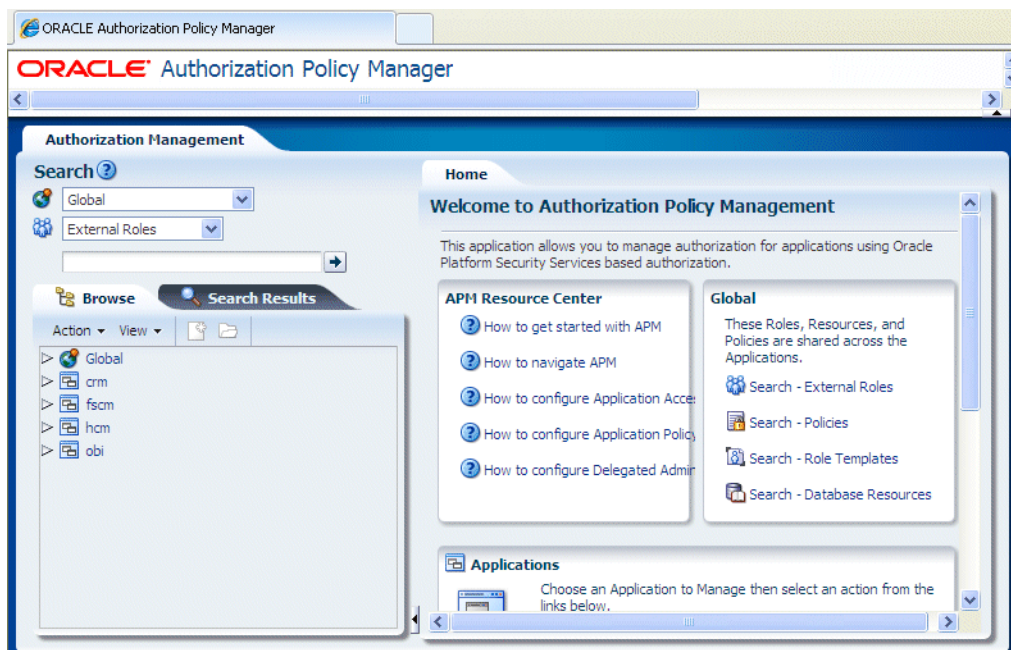 ORACLE Authorization Policy Manager
ORACLE Authorization Policy Manager
Authorization Management
Search
Global
External Roles
Browse
Search Results
Action
View
Global
crm
fscm
hcm
obi
Home
Welcome to Authorization Policy Management
This application allows you to manage authorization for applications using Oracle
Platform Security Services based authorization.
APM Resource Center
How to get started with APM
How to navigate APM
How to configure Application Acces
How to configure Application Policy
How to configure Delegated Admin
Global
These Roles, Resources, and
Policies are shared across the
Applications.
Search - External Roles
Search - Policies
Search - Role Templates
Search - Database Resources
Applications
Choose an Application to Manage then select an action from the
links below.